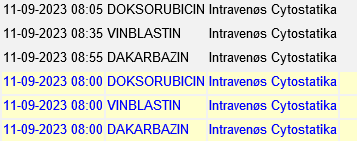 11-09-2023 08:05 DOKSORUBICIN Intravenøs Cytostatika
11-09-2023 08:35 VINBLASTIN Intravenøs Cytostatika
11-09-2023 08:55 DAKARBAZIN Intravenøs Cytostatika
11-09-2023 08:00 DOKSORUBICIN Intravenøs Cytostatika
11-09-2023 08:00 VINBLASTIN Intravenøs Cytostatika
11-09-2023 08:00 DAKARBAZIN Intravenøs Cytostatika